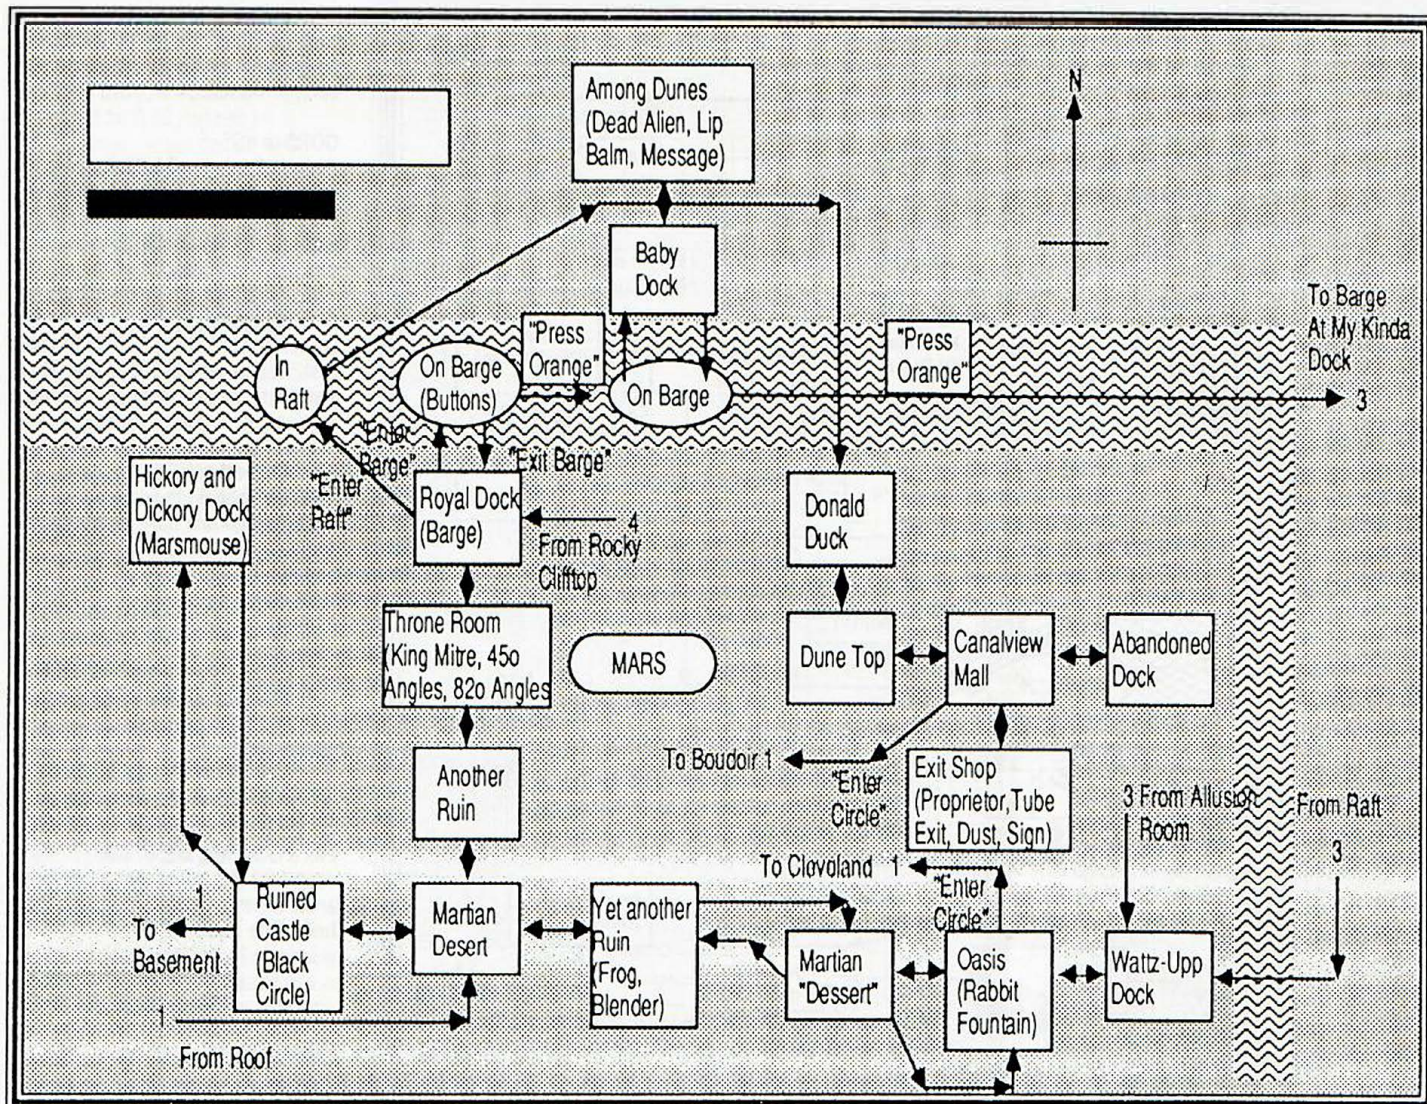 Among Dunes
(Dead Alien, Lip
Balm, Message)
N
Baby
Dock
To Barge
At My Kinda
Dock
3
"Press
Orange"
"Press
Orange"
In
Raft
On Barge
(Buttons)
On Barge
"Enter
Barge"
"Exit Barge"
"Enter
Raft"
Hickory and
Dickory Dock
(Marsmouse)
Royal Dock
(Barge)
4
From Rocky
Clifftop
Donald
Duck
Throne Room
(King Mitre, 45o
Angles, 82o Angles
MARS
Dune Top
Canalview
Mall
Abandoned
Dock
To Boudoir 1
"Enter
Circle"
Another
Ruin
Exit Shop
(Proprietor,Tube
Exit, Dust, Sign)
3 From Allusion
Room
From Raft
3
To Clovoland 1
"Enter
Circle"
1
To
Basement
Ruined
Castle
(Black
Circle)
Martian
Desert
Yet another
Ruin
(Frog,
Blender)
Martian
"Dessert"
Oasis
(Rabbit
Fountain)
Wattz-Upp
Dock
1
From Roof